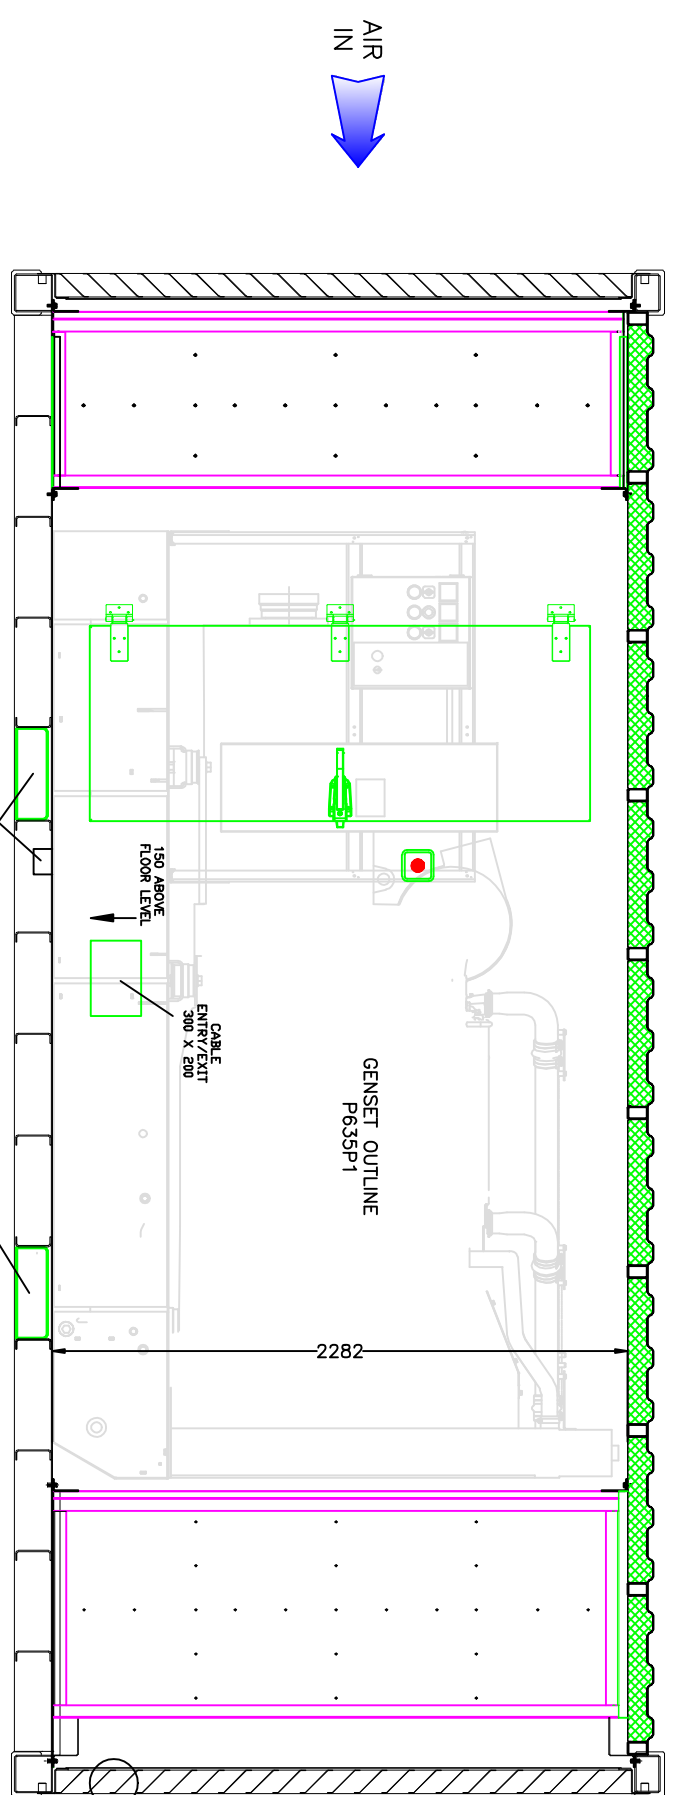 AIR
IN
150 ABOVE
FLOOR LEVEL
CABLE
ENTRY/EXIT
300 X 200
GENSET OUTLINE
P635P1
2282